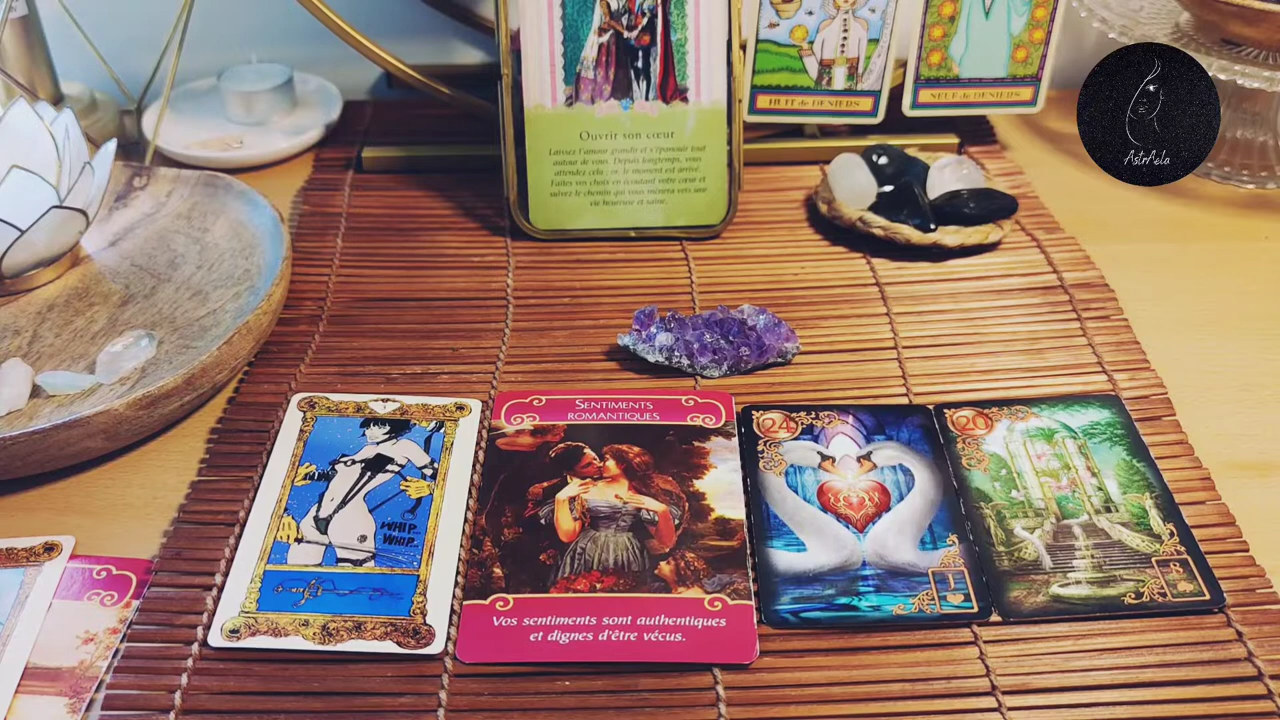 HUIT de DENIERS
NEUF de DENIERS
AstrAela
Ouvrir son cœur
Laissez l'amour grandir et s'épanouir tout
autour de vous. Depuis longtemps, vous
attendez cela ; or, le moment est arrivé.
Faites vos choix en écoutant votre cœur et
suivez le chemin qui vous mènera vers une
vie heureuse et saine.
SENTIMENTS
ROMANTIQUES
24
20
WHIP...
WHIP...
J
8
Vos sentiments sont authentiques
et dignes d'être vécus.